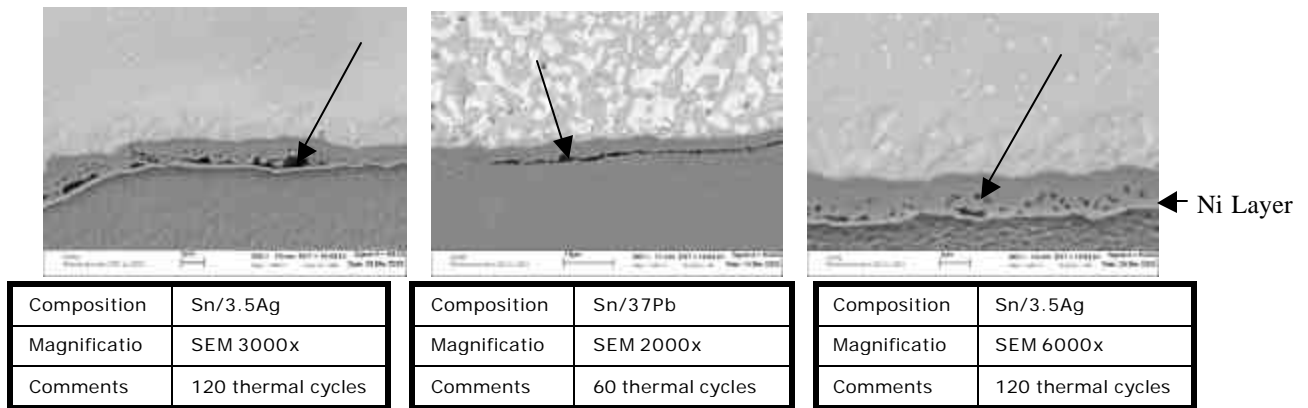 Ni Layer
Composition Sn/3.5Ag
Magnificatio SEM 3000x
Comments 120 thermal cycles
Composition Sn/37Pb
Magnificatio SEM 2000x
Comments 60 thermal cycles
Composition Sn/3.5Ag
Magnificatio SEM 6000x
Comments 120 thermal cycles